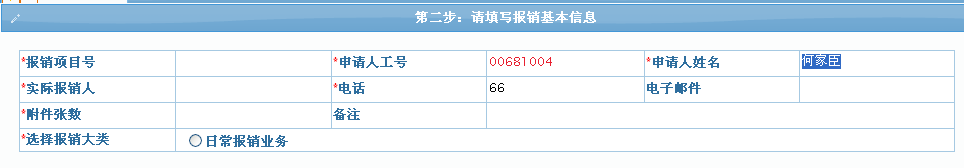 第二步：请填写报销基本信息
*报销项目号 *申请人工号 00681004 *申请人姓名 何家臣
*实际报销人 *电话 66 电子邮件
*附件张数 备注
*选择报销大类 日常报销业务